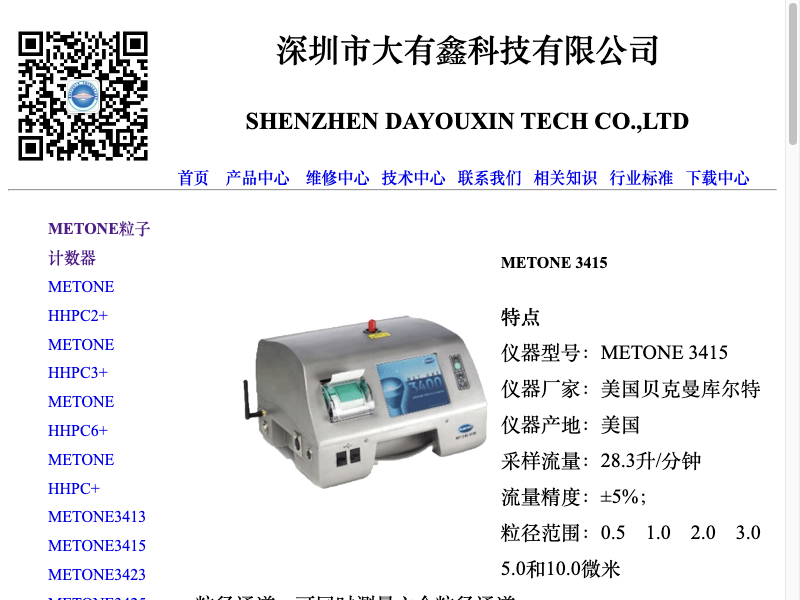 深圳市大有鑫科技有限公司
SHENZHEN DAYOUXIN TECH CO.,LTD
首页 产品中心 维修中心 技术中心 联系我们 相关知识 行业标准 下载中心
METONE粒子
计数器
METONE
HHPC2+
METONE
HHPC3+
METONE
HHPC6+
METONE
HHPC+
METONE3413
METONE3415
METONE3423
3400
METONE 3415
特点
仪器型号：METONE 3415
仪器厂家：美国贝克曼库尔特
仪器产地：美国
采样流量：28.3升/分钟
流量精度：±5%；
粒径范围：0.5 1.0 2.0 3.0
5.0和10.0微米